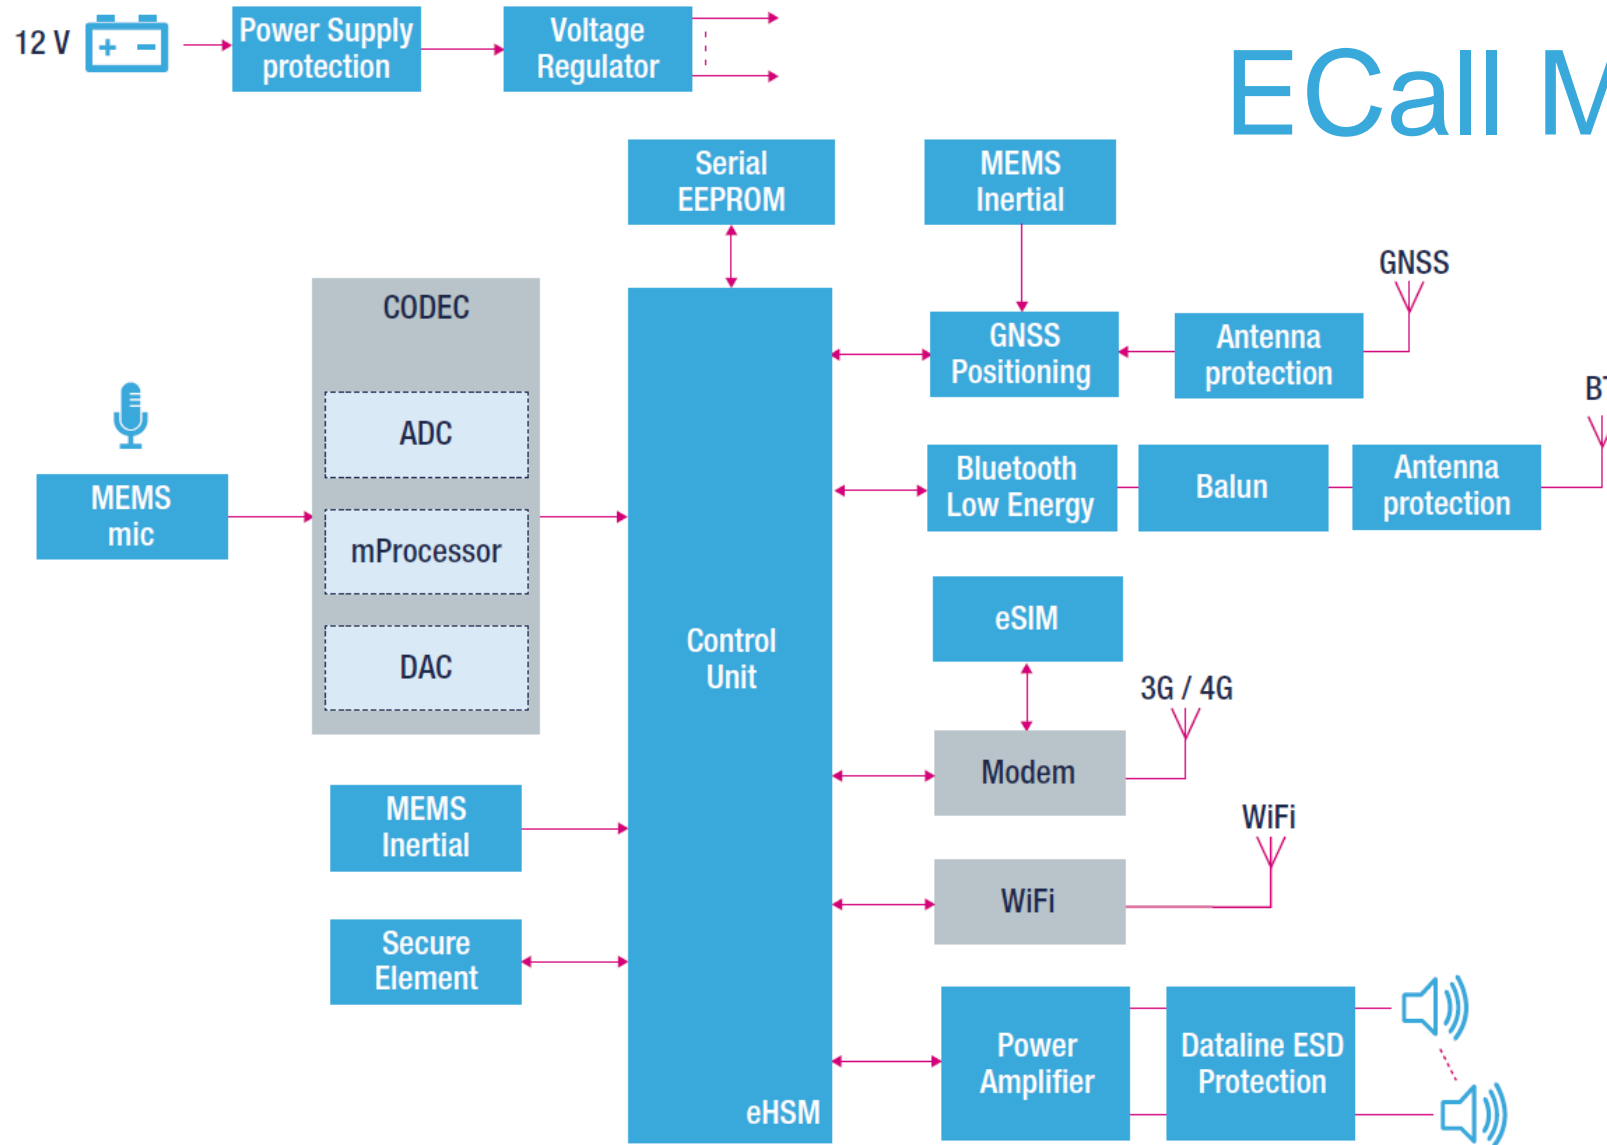 12 V
Power Supply
protection
Voltage
Regulator
ECall
Serial
EEPROM
MEMS
Inertial
GNSS
CODEC
GNSS
Positioning
Antenna
protection
ADC
MEMS
mic
Bluetooth
Low Energy
Balun
Antenna
protection
mProcessor
eSIM
Control
Unit
DAC
3G / 4G
Modem
MEMS
Inertial
WiFi
WiFi
Secure
Element
Power
Amplifier
Dataline ESD
Protection
eHSM